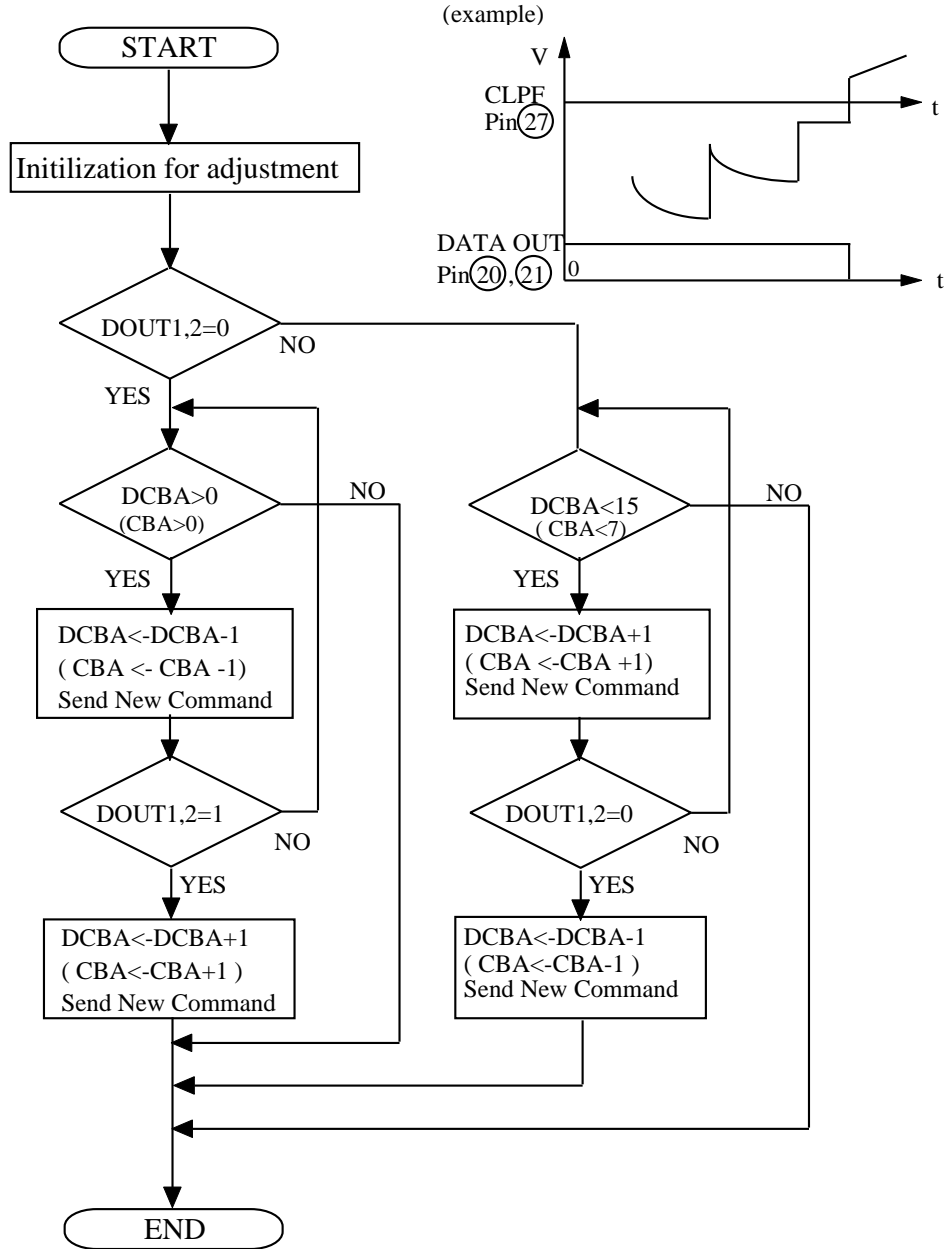 (example)
START
V
CLPF
t
Pin 27
Initilization for adjustment
DATA OUT
Pin 20 , 21 0
t
DOUT1,2=0
NO
YES
DCBA>0
(CBA>0)
NO
YES
DCBA<-DCBA-1
( CBA <- CBA -1)
Send New Command
DOUT1,2=1
NO
YES
DCBA<-DCBA+1
( CBA<-CBA+1 )
Send New Command
DCBA<15
( CBA<7)
NO
YES
DCBA<-DCBA+1
( CBA <-CBA +1)
Send New Command
DOUT1,2=0
NO
YES
DCBA<-DCBA-1
( CBA<-CBA-1 )
Send New Command
END